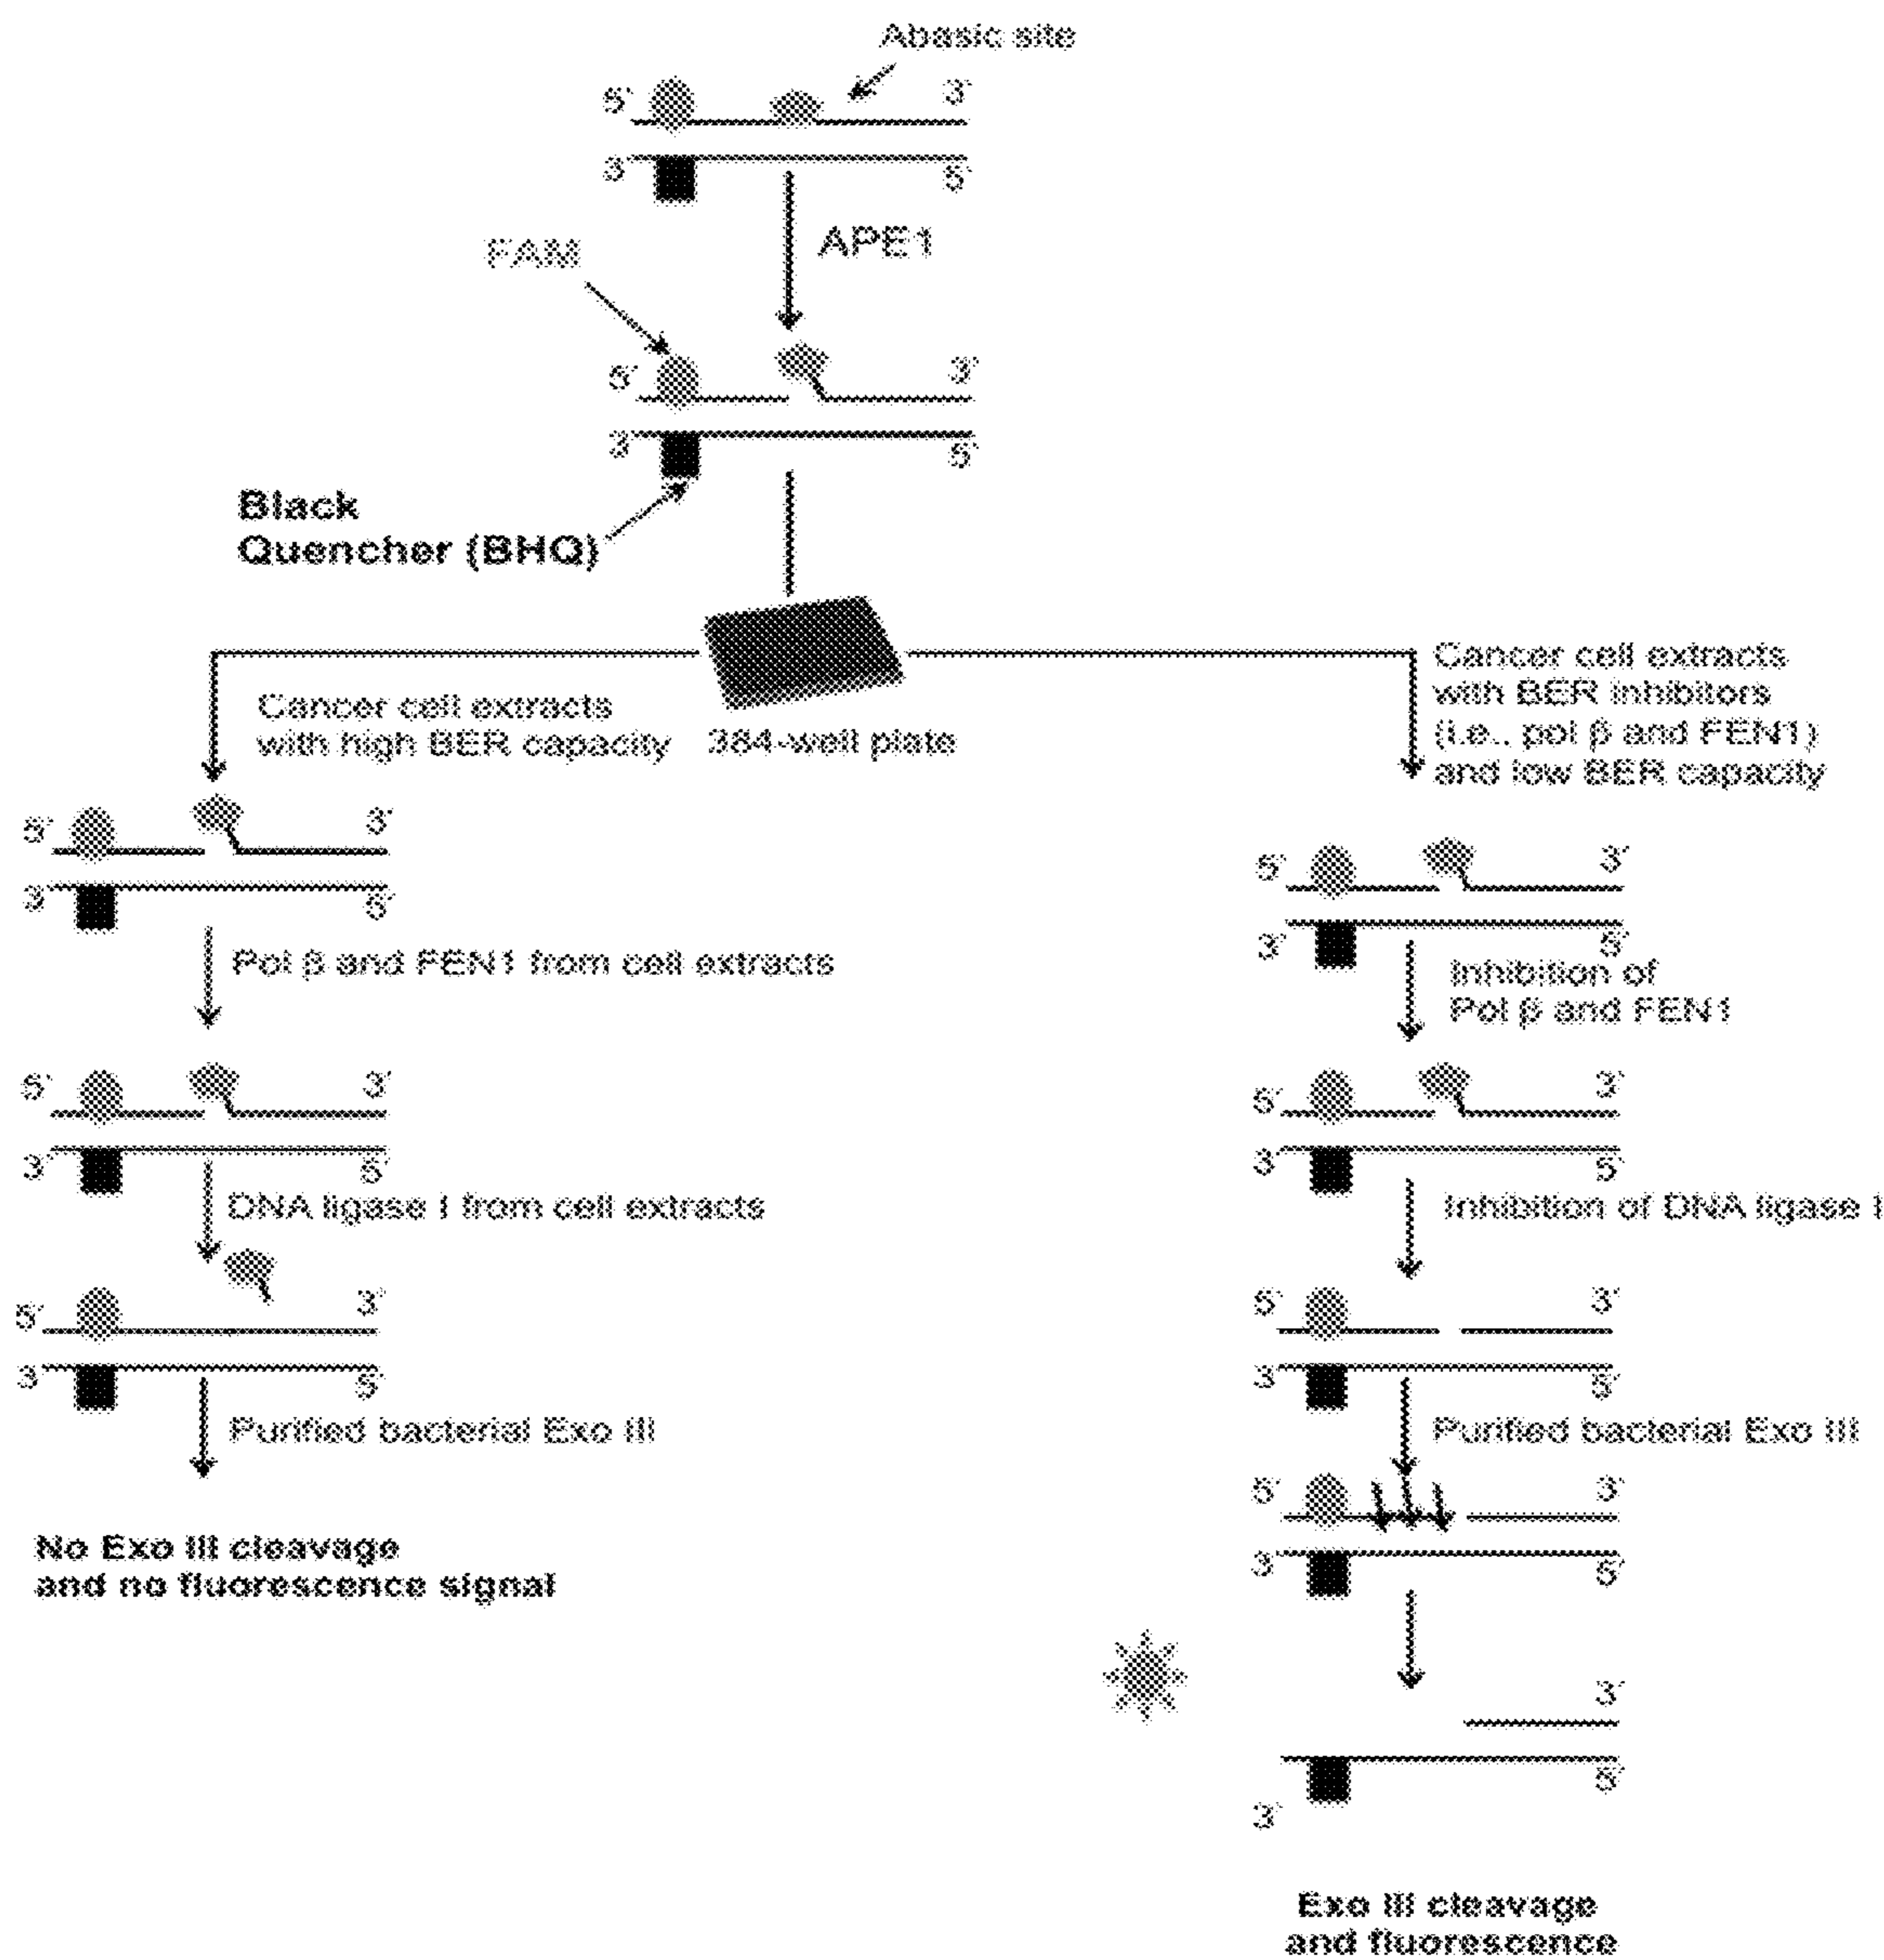 Abasic site
5' 3'
3' 5'
APE1
FAM
5' 3'
3' 5'
Black
Quencher (BHQ)
384-well plate
Cancer cell extracts
with high BER capacity
5' 3'
3' 5'
Pol β and FEN1 from cell extracts
5' 3'
3' 5'
DNA ligase I from cell extracts
5' 3'
3' 5'
Purified bacterial Exo III
No Exo III cleavage
and no fluorescence signal
Cancer cell extracts
with BER inhibitors
(i.e., pol β and FEN1)
and low BER capacity
5' 3'
3' 5'
Inhibition of
Pol β and FEN1
5' 3'
3' 5'
Inhibition of DNA ligase I
5' 3'
3' 5'
Purified bacterial Exo III
5' 3'
3' 5'
3'
5'
3'
Exo III cleavage
and fluorescence